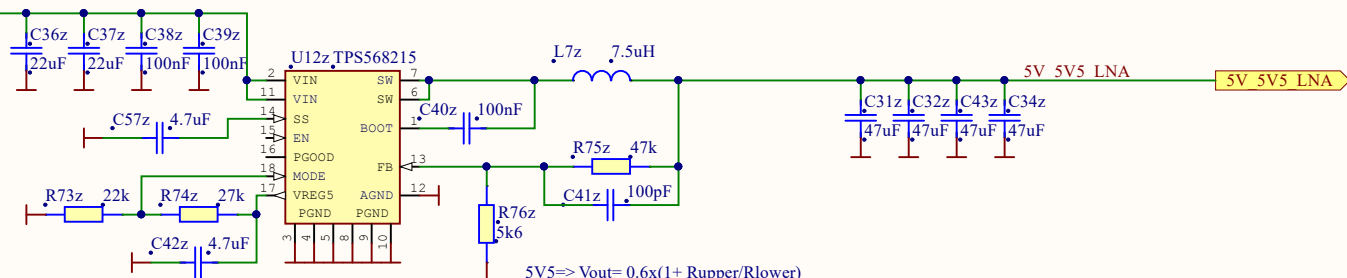 C36z C37z C38z C39z
22uF 22uF 100nF 100nF
U12z TPS568215
L7z 7.5uH
5V_5V5_LNA
5V_5V5_LNA
2 VIN SW 7
11 VIN SW 6
14 SS
15 EN BOOT 1
16 PGOOD
18 MODE FB 13
17 VREG5 AGND 12
PGND PGND
3 4 5 8 9 10
C57z 4.7uF
C40z 100nF
C31z C32z C43z C34z
47uF 47uF 47uF 47uF
R75z 47k
C41z 100pF
R73z 22k R74z 27k
R76z
5k6
C42z 4.7uF
5V5=> Vout= 0.6x(1+ Rupper/Rlower)